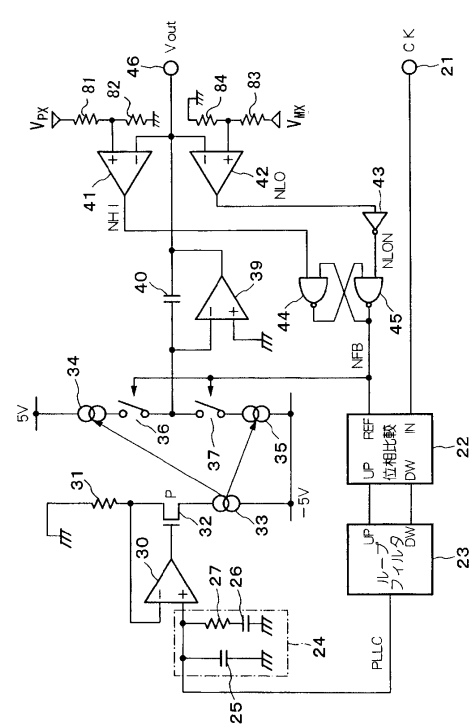 5V
34
31
30
P
36
40
41
81
V_PX
82
32
33
37
35
-5V
39
NHI
46
Vout
27
26
25
24
42
84
83
V_MX
NLO
43
NLON
44
45
NFB
PLLC
UP
ループ
フィルタ
DW
23
UP REF
位相比較
DW IN
22
CK
21